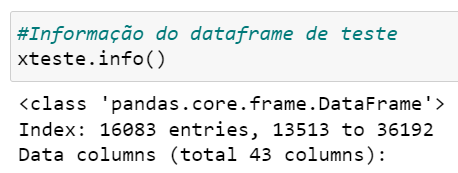 #Informação do dataframe de teste
xteste.info()
<class 'pandas.core.frame.DataFrame'>
Index: 16083 entries, 13513 to 36192
Data columns (total 43 columns):